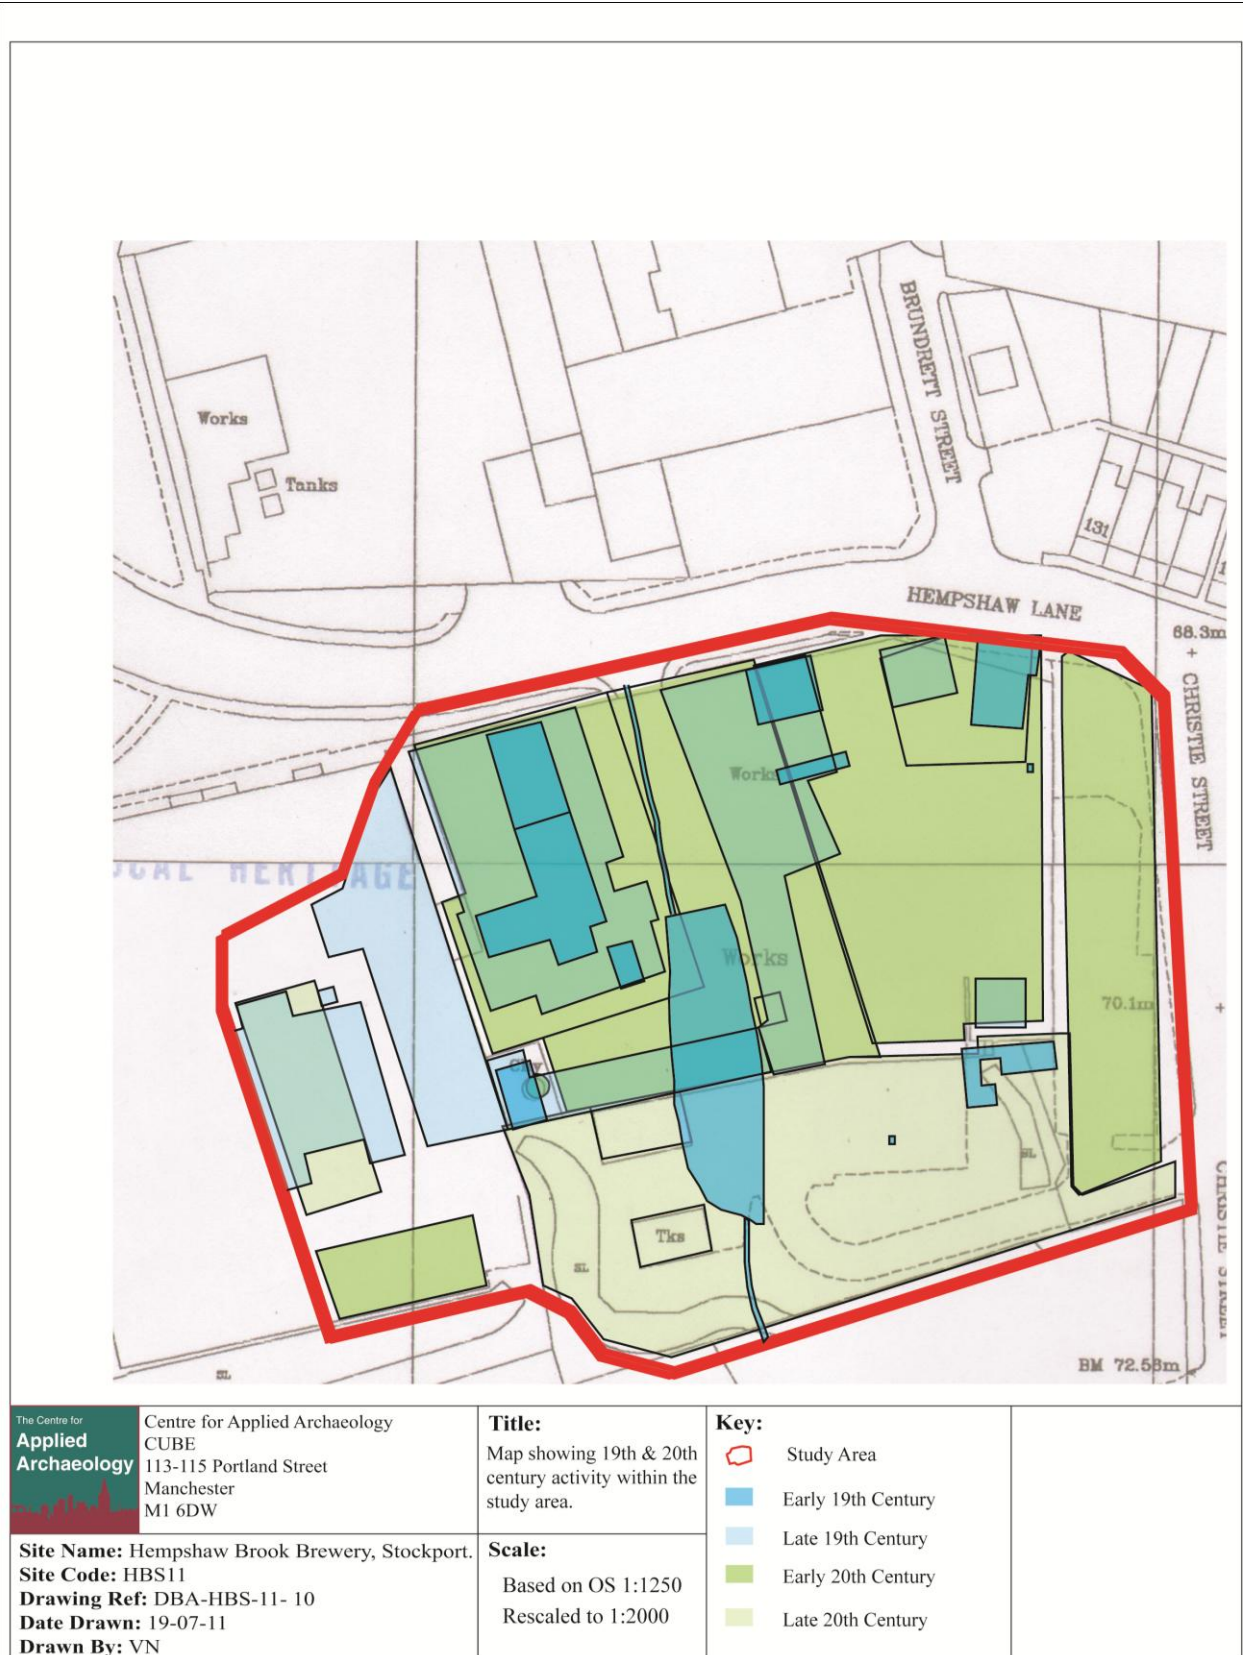 BRUNDRETT STREET
Works
Tanks
131
HEMPSHAW LANE
68.3m
CHRISTIE STREET
Works
HERITAGE
Works
70.1m
Chy
SL
Tks
SL
CHRISTIE STREET
BM 72.58m
SL
The Centre for
Applied
Archaeology
Centre for Applied Archaeology
CUBE
113-115 Portland Street
Manchester
M1 6DW
Title:
Map showing 19th & 20th
century activity within the
study area.
Key:
Study Area
Early 19th Century
Late 19th Century
Early 20th Century
Late 20th Century
Site Name: Hempshaw Brook Brewery, Stockport.
Site Code: HBS11
Drawing Ref: DBA-HBS-11- 10
Date Drawn: 19-07-11
Drawn By: VN
Scale:
Based on OS 1:1250
Rescaled to 1:2000